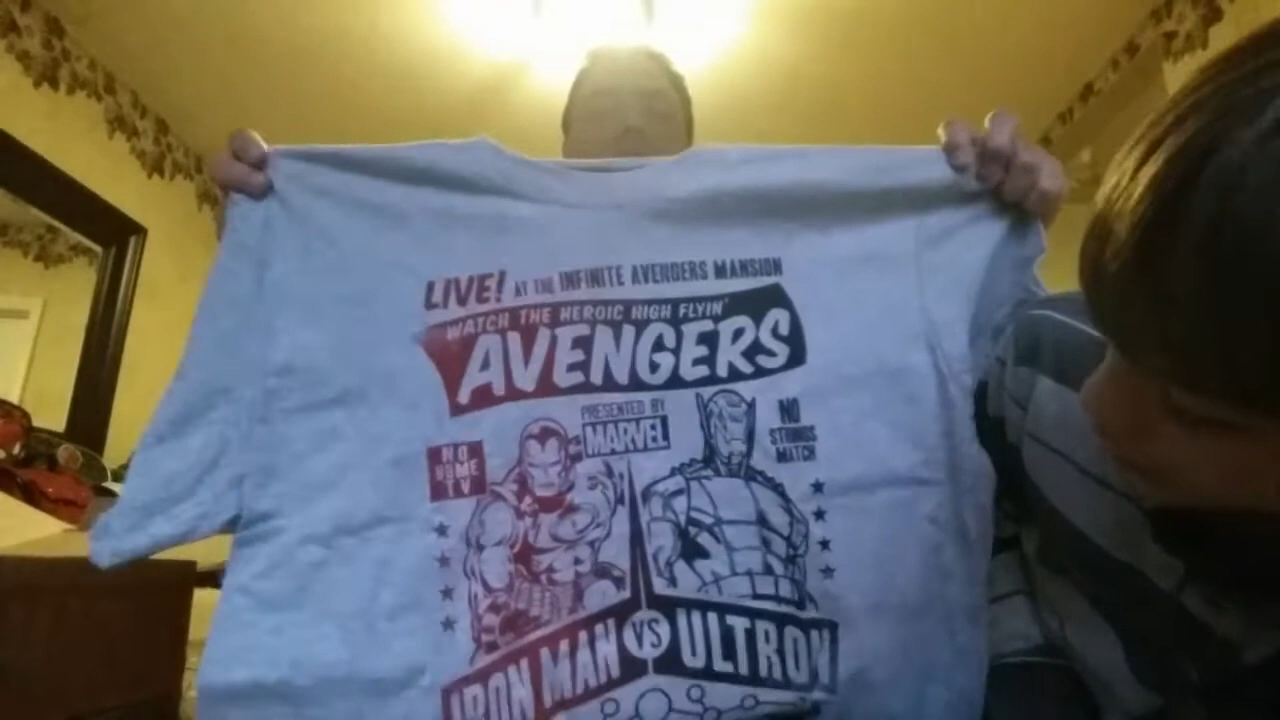 LIVE! AT THE INFINITE AVENGERS MANSION
WATCH THE HEROIC HIGH FLYIN'
AVENGERS
PRESENTED BY
MARVEL
NO
HOME
TV
NO
STRINGS
MATCH
IRON MAN VS ULTRON